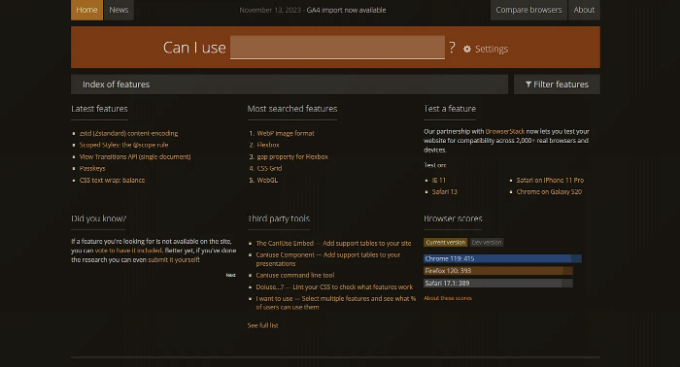 Home
News
November 13, 2023 - GA4 import now available
Compare browsers
About
Can I use
?
Settings
Index of features
Filter features
Latest features
zstd (Zstandard) content-encoding
Scoped Styles: the @scope rule
View Transitions API (single-document)
Passkeys
CSS text-wrap: balance
Most searched features
1. WebP image format
2. Flexbox
3. gap property for Flexbox
4. CSS Grid
5. WebGL
Test a feature
Our partnership with BrowserStack now lets you test your
website for compatibility across 2,000+ real browsers and
devices.
Test on:
IE 11
Safari 13
Safari on iPhone 11 Pro
Chrome on Galaxy S20
Did you know?
If a feature you're looking for is not available on the site,
you can vote to have it included. Better yet, if you've done
the research you can even submit it yourself!
Next
Third party tools
The CanIUse Embed — Add support tables to your site
Caniuse Component — Add support tables to your
presentations
Caniuse command line tool
Doiuse...? — Lint your CSS to check what features work
I want to use — Select multiple features and see what %
of users can use them
See full list
Browser scores
Current version
Dev version
Chrome 119: 415
Firefox 120: 393
Safari 17.1: 389
About these scores